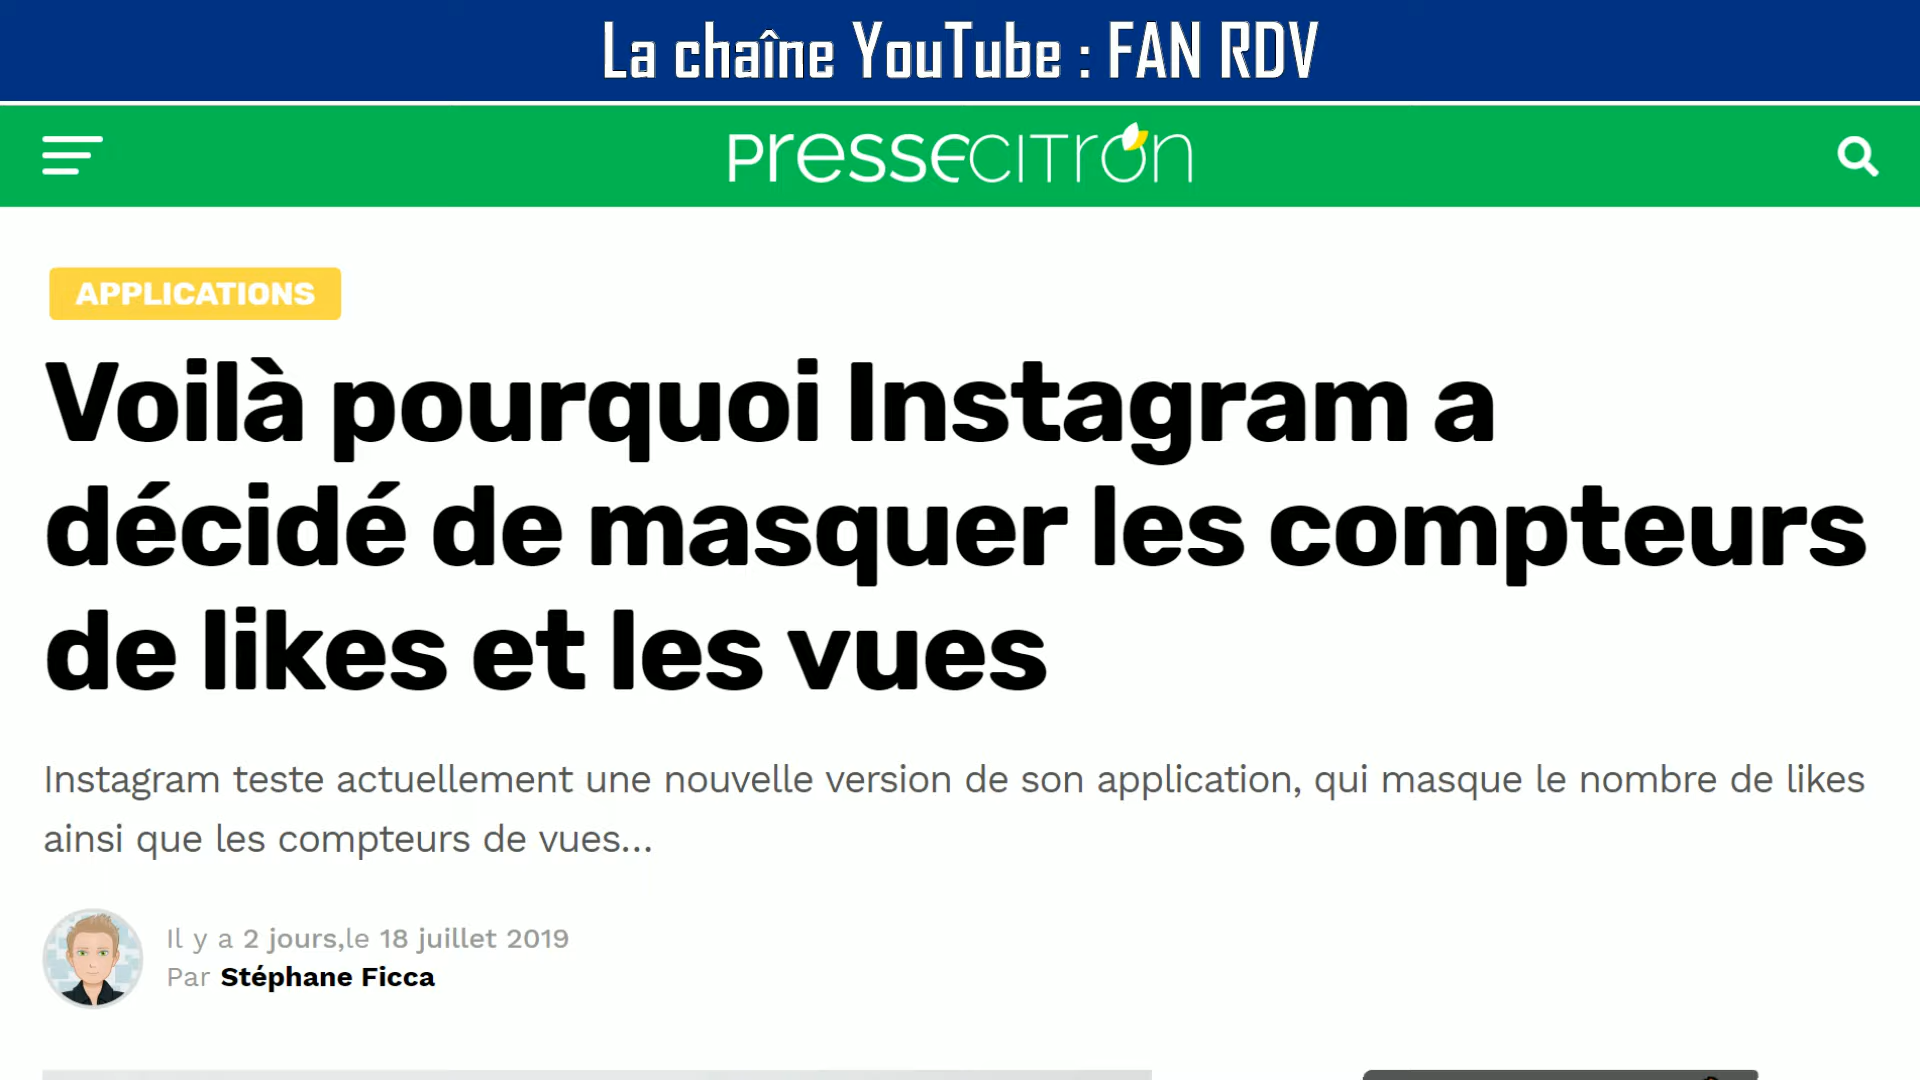 La chaîne YouTube : FAN RDV
pressecitron
APPLICATIONS
Voilà pourquoi Instagram a
décidé de masquer les compteurs
de likes et les vues
Instagram teste actuellement une nouvelle version de son application, qui masque le nombre de likes
ainsi que les compteurs de vues...
Il y a 2 jours,le 18 juillet 2019
Par Stéphane Ficca